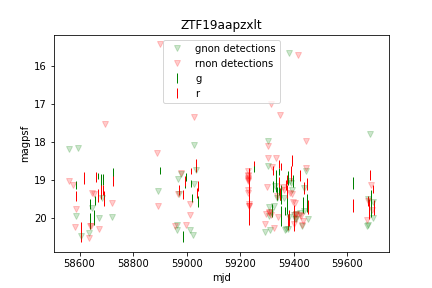 ZTF19aapzxlt
gnon detections
rnon detections
g
r
magpsf
16
17
18
19
20
58600 58800 59000 59200 59400 59600
mjd